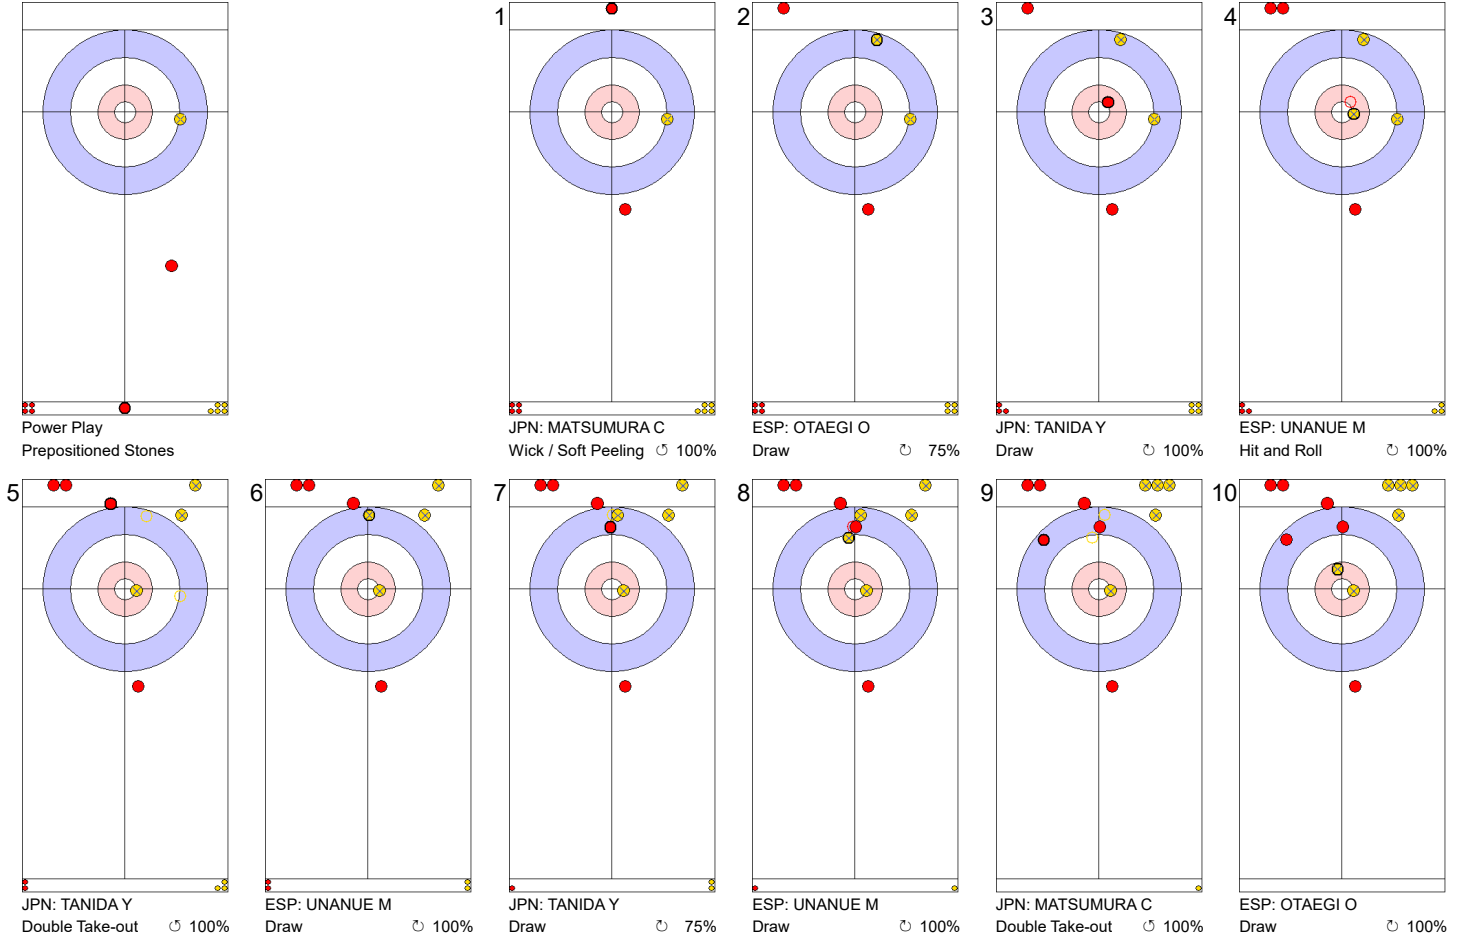 Power Play
Prepositioned Stones
1
JPN: MATSUMURA C
Wick / Soft Peeling ↺ 100%
2
ESP: OTAEGI O
Draw ↻ 75%
3
JPN: TANIDA Y
Draw ↻ 100%
4
ESP: UNANUE M
Hit and Roll ↻ 100%
5
JPN: TANIDA Y
Double Take-out ↺ 100%
6
ESP: UNANUE M
Draw ↻ 100%
7
JPN: TANIDA Y
Draw ↻ 75%
8
ESP: UNANUE M
Draw ↻ 100%
9
JPN: MATSUMURA C
Double Take-out ↺ 100%
10
ESP: OTAEGI O
Draw ↻ 100%